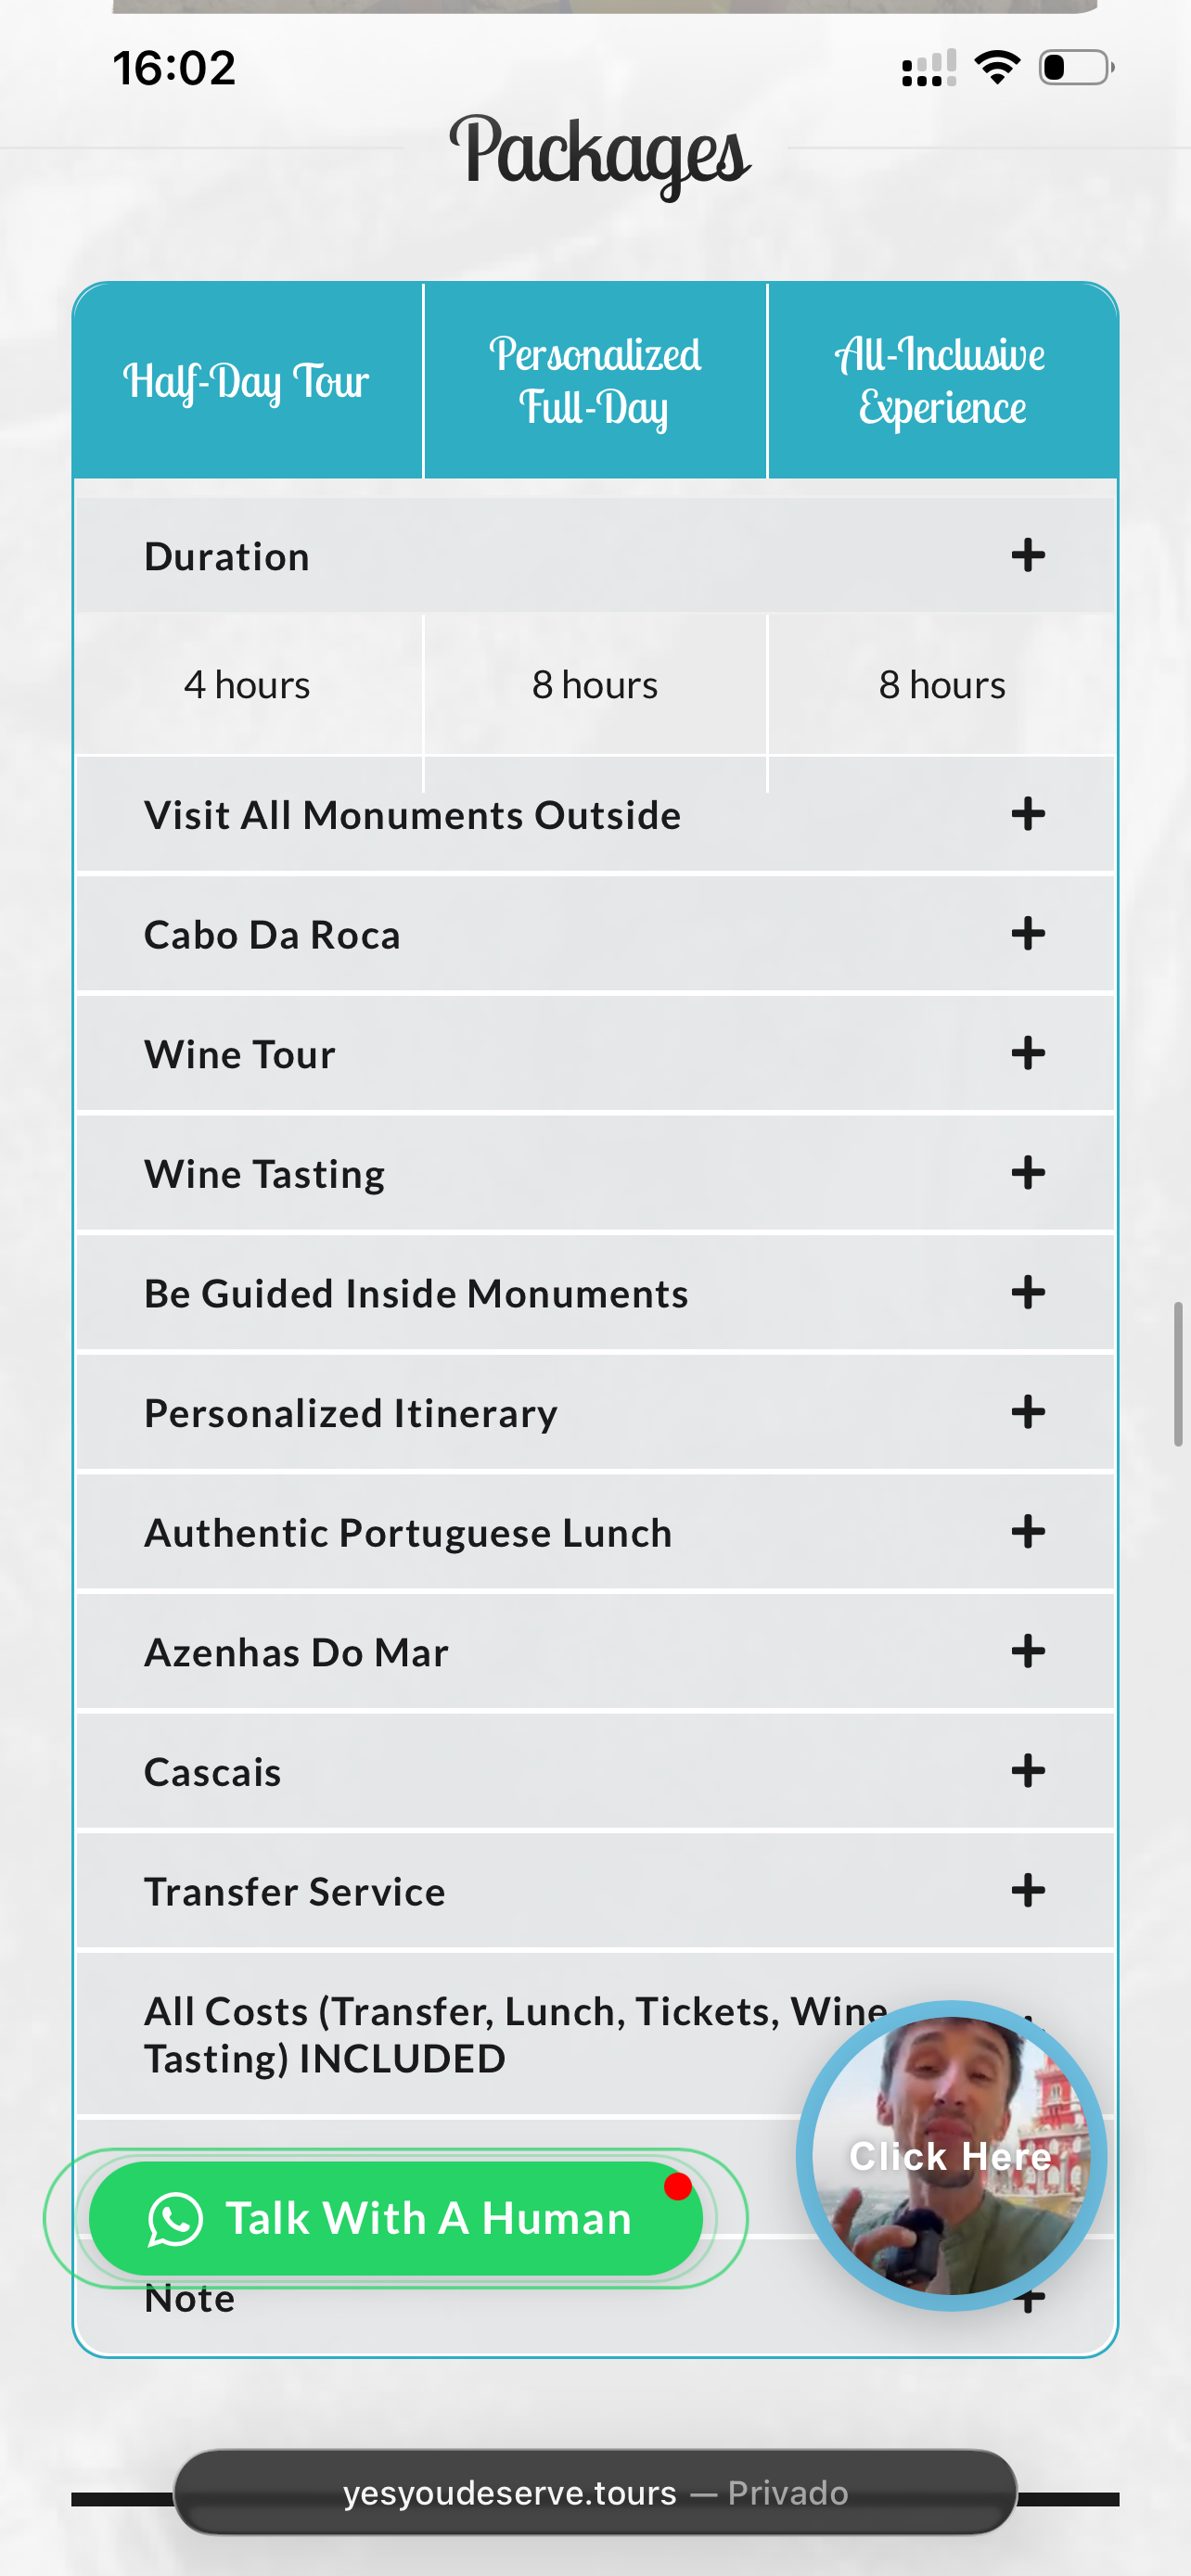 16:02
Packages
Half-Day Tour
Personalized
Full-Day
All-Inclusive
Experience
Duration
4 hours
8 hours
8 hours
Visit All Monuments Outside
Cabo Da Roca
Wine Tour
Wine Tasting
Be Guided Inside Monuments
Personalized Itinerary
Authentic Portuguese Lunch
Azenhas Do Mar
Cascais
Transfer Service
All Costs (Transfer, Lunch, Tickets, Wine
Tasting) INCLUDED
Click Here
Talk With A Human
Note
yesyoudeserve.tours — Privado